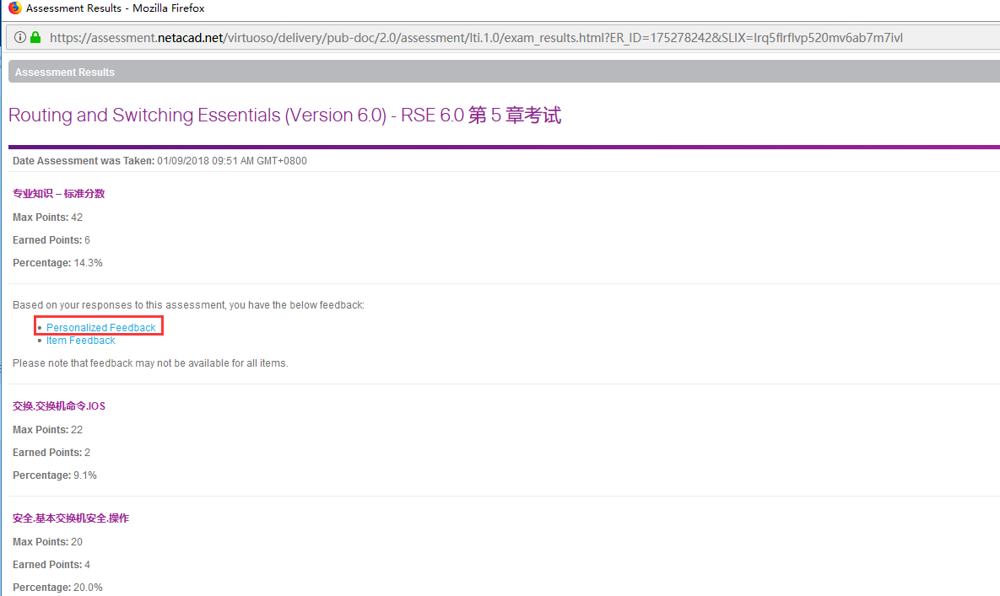 Assessment Results - Mozilla Firefox
https://assessment.netacad.net/virtuoso/delivery/pub-doc/2.0/assessment/lti.1.0/exam_results.html?ER_ID=175278242&SLIX=lrq5flrflvp520mv6ab7m7ivl
Assessment Results
Routing and Switching Essentials (Version 6.0) - RSE 6.0 第 5 章考试
Date Assessment was Taken: 01/09/2018 09:51 AM GMT+0800
专业知识 – 标准分数
Max Points: 42
Earned Points: 6
Percentage: 14.3%
Based on your responses to this assessment, you have the below feedback:
• Personalized Feedback
• Item Feedback
Please note that feedback may not be available for all items.
交换.交换机命令.IOS
Max Points: 22
Earned Points: 2
Percentage: 9.1%
安全.基本交换机安全.操作
Max Points: 20
Earned Points: 4
Percentage: 20.0%